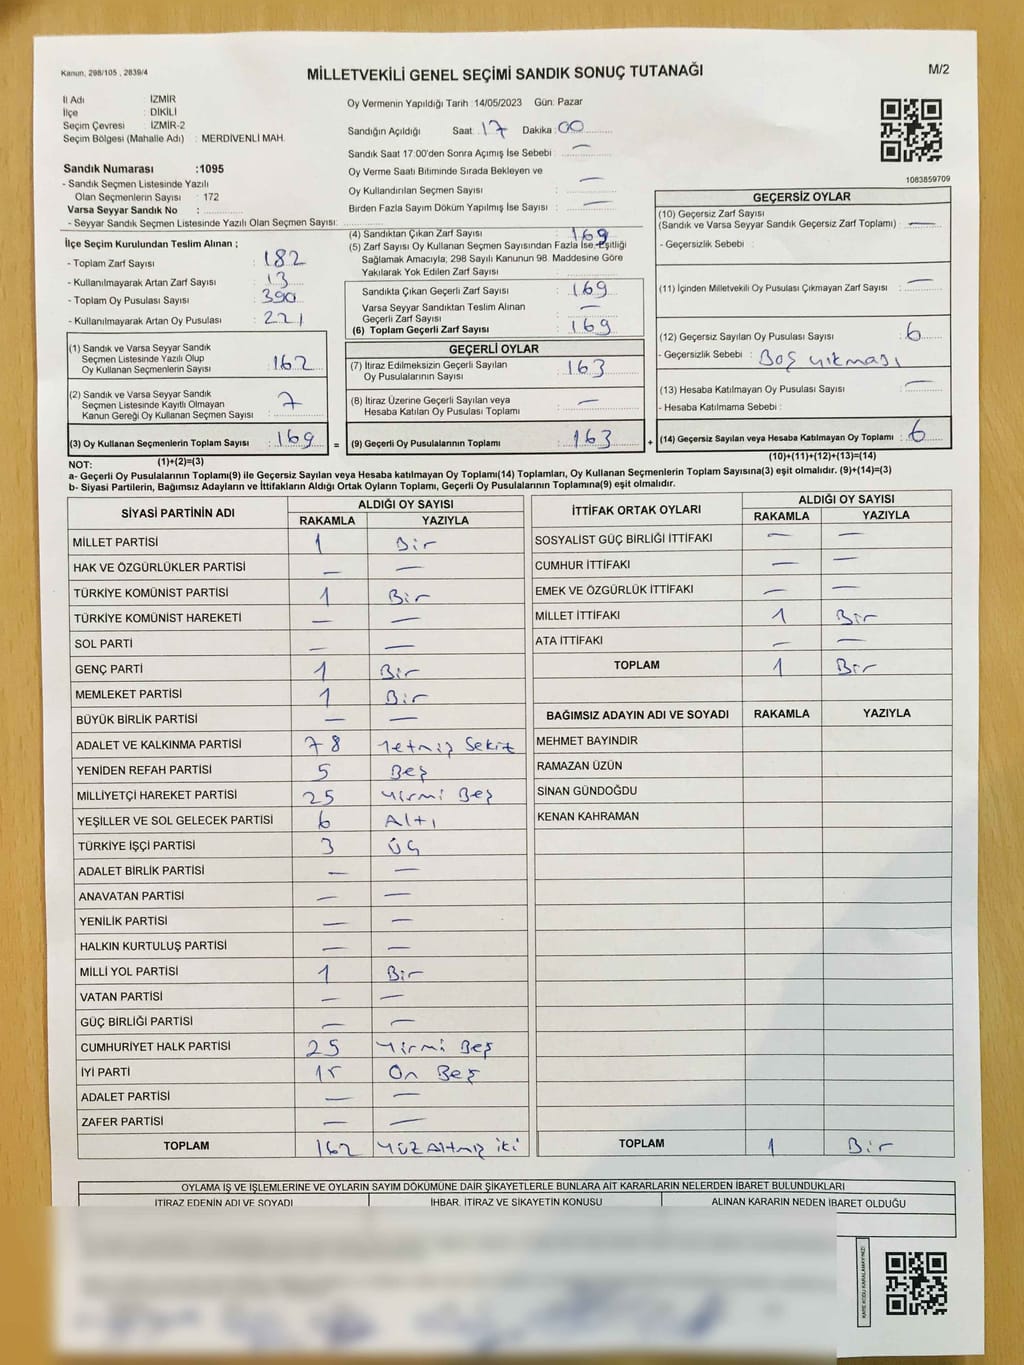 Kanun, 298/105 , 2839/4
MİLLETVEKİLİ GENEL SEÇİMİ SANDIK SONUÇ TUTANAĞI
M/2
İl Adı İZMİR
İlçe : DİKİLİ
Seçim Çevresi : İZMİR-2
Seçim Bölgesi (Mahalle Adı) : MERDİVENLİ MAH.
Sandık Numarası :1095
- Sandık Seçmen Listesinde Yazılı
Olan Seçmenlerin Sayısı : 172
Varsa Seyyar Sandık No :
- Seyyar Sandık Seçmen Listesinde Yazılı Olan Seçmen Sayısı:
Oy Vermenin Yapıldığı Tarih :14/05/2023 Gün: Pazar
Sandığın Açıldığı Saat: 17 Dakika: 00
Sandık Saat 17:00'den Sonra Açımış İse Sebebi : —
Oy Verme Saati Bitiminde Sırada Bekleyen ve
Oy Kullandırılan Seçmen Sayısı : —
Birden Fazla Sayım Döküm Yapılmış İse Sayısı : —
1083859709
İlçe Seçim Kurulundan Teslim Alınan ;
- Toplam Zarf Sayısı : 182
- Kullanılmayarak Artan Zarf Sayısı : 13
- Toplam Oy Pusulası Sayısı : 390
- Kullanılmayarak Artan Oy Pusulası : 221
(1) Sandık ve Varsa Seyyar Sandık
Seçmen Listesinde Yazılı Olup
Oy Kullanan Seçmenlerin Sayısı : 162
(2) Sandık ve Varsa Seyyar Sandık
Seçmen Listesinde Kayıtlı Olmayan
Kanun Gereği Oy Kullanan Seçmen Sayısı : 7
(3) Oy Kullanan Seçmenlerin Toplam Sayısı : 169
(1)+(2)=(3)
(4) Sandıktan Çıkan Zarf Sayısı : 169
(5) Zarf Sayısı Oy Kullanan Seçmen Sayısından Fazla İse, Eşitliği
Sağlamak Amacıyla, 298 Sayılı Kanunun 98. Maddesine Göre
Yakılarak Yok Edilen Zarf Sayısı :
Sandıkta Çıkan Geçerli Zarf Sayısı : 169
Varsa Seyyar Sandıktan Teslim Alınan
Geçerli Zarf Sayısı : —
(6) Toplam Geçerli Zarf Sayısı : 169
GEÇERLİ OYLAR
(7) İtiraz Edilmeksizin Geçerli Sayılan
Oy Pusulalarının Sayısı : 163
(8) İtiraz Üzerine Geçerli Sayılan veya
Hesaba Katılan Oy Pusulası Toplamı : —
= (9) Geçerli Oy Pusulalarının Toplamı : 163 +
GEÇERSİZ OYLAR
(10) Geçersiz Zarf Sayısı
(Sandık ve Varsa Seyyar Sandık Geçersiz Zarf Toplamı) : —
- Geçersizlik Sebebi :
(11) İçinden Milletvekili Oy Pusulası Çıkmayan Zarf Sayısı : —
(12) Geçersiz Sayılan Oy Pusulası Sayısı : 6
- Geçersizlik Sebebi : Boş çıkması
(13) Hesaba Katılmayan Oy Pusulası Sayısı : —
- Hesaba Katılmama Sebebi :
(14) Geçersiz Sayılan veya Hesaba Katılmayan Oy Toplamı : 6
(10)+(11)+(12)+(13)=(14)
NOT:
a- Geçerli Oy Pusulalarının Toplamı(9) ile Geçersiz Sayılan veya Hesaba katılmayan Oy Toplamı(14) Toplamları, Oy Kullanan Seçmenlerin Toplam Sayısına(3) eşit olmalıdır. (9)+(14)=(3)
b- Siyasi Partilerin, Bağımsız Adayların ve İttifakların Aldığı Ortak Oyların Toplamı, Geçerli Oy Pusulalarının Toplamına(9) eşit olmalıdır.
SİYASİ PARTİNİN ADI ALDIĞI OY SAYISI
RAKAMLA YAZIYLA
MİLLET PARTİSİ 1 Bir
HAK VE ÖZGÜRLÜKLER PARTİSİ — —
TÜRKİYE KOMÜNİST PARTİSİ 1 Bir
TÜRKİYE KOMÜNİST HAREKETİ — —
SOL PARTİ — —
GENÇ PARTİ 1 Bir
MEMLEKET PARTİSİ 1 Bir
BÜYÜK BİRLİK PARTİSİ — —
ADALET VE KALKINMA PARTİSİ 78 Yetmiş Sekiz
YENİDEN REFAH PARTİSİ 5 Beş
MİLLİYETÇİ HAREKET PARTİSİ 25 Yirmi Beş
YEŞİLLER VE SOL GELECEK PARTİSİ 6 Altı
TÜRKİYE İŞÇİ PARTİSİ 3 Üç
ADALET BİRLİK PARTİSİ — —
ANAVATAN PARTİSİ — —
YENİLİK PARTİSİ — —
HALKIN KURTULUŞ PARTİSİ — —
MİLLİ YOL PARTİSİ 1 Bir
VATAN PARTİSİ — —
GÜÇ BİRLİĞİ PARTİSİ — —
CUMHURİYET HALK PARTİSİ 25 Yirmi Beş
İYİ PARTİ 15 On Beş
ADALET PARTİSİ — —
ZAFER PARTİSİ — —
TOPLAM 162 YÜZ Altmış iki
İTTİFAK ORTAK OYLARI ALDIĞI OY SAYISI
RAKAMLA YAZIYLA
SOSYALİST GÜÇ BİRLİĞİ İTTİFAKI — —
CUMHUR İTTİFAKI — —
EMEK VE ÖZGÜRLÜK İTTİFAKI — —
MİLLET İTTİFAKI 1 Bir
ATA İTTİFAKI — —
TOPLAM 1 Bir
BAĞIMSIZ ADAYIN ADI VE SOYADI RAKAMLA YAZIYLA
MEHMET BAYINDIR
RAMAZAN ÜZÜN
SİNAN GÜNDOĞDU
KENAN KAHRAMAN
TOPLAM 1 Bir
OYLAMA İŞ VE İŞLEMLERİNE VE OYLARIN SAYIM DÖKÜMÜNE DAİR ŞİKAYETLERLE BUNLARA AİT KARARLARIN NELERDEN İBARET BULUNDUKLARI
İTİRAZ EDENİN ADI VE SOYADI İHBAR, İTİRAZ VE ŞİKAYETİN KONUSU ALINAN KARARIN NEDEN İBARET OLDUĞU
KARE KODU KARALAMAYINIZ!